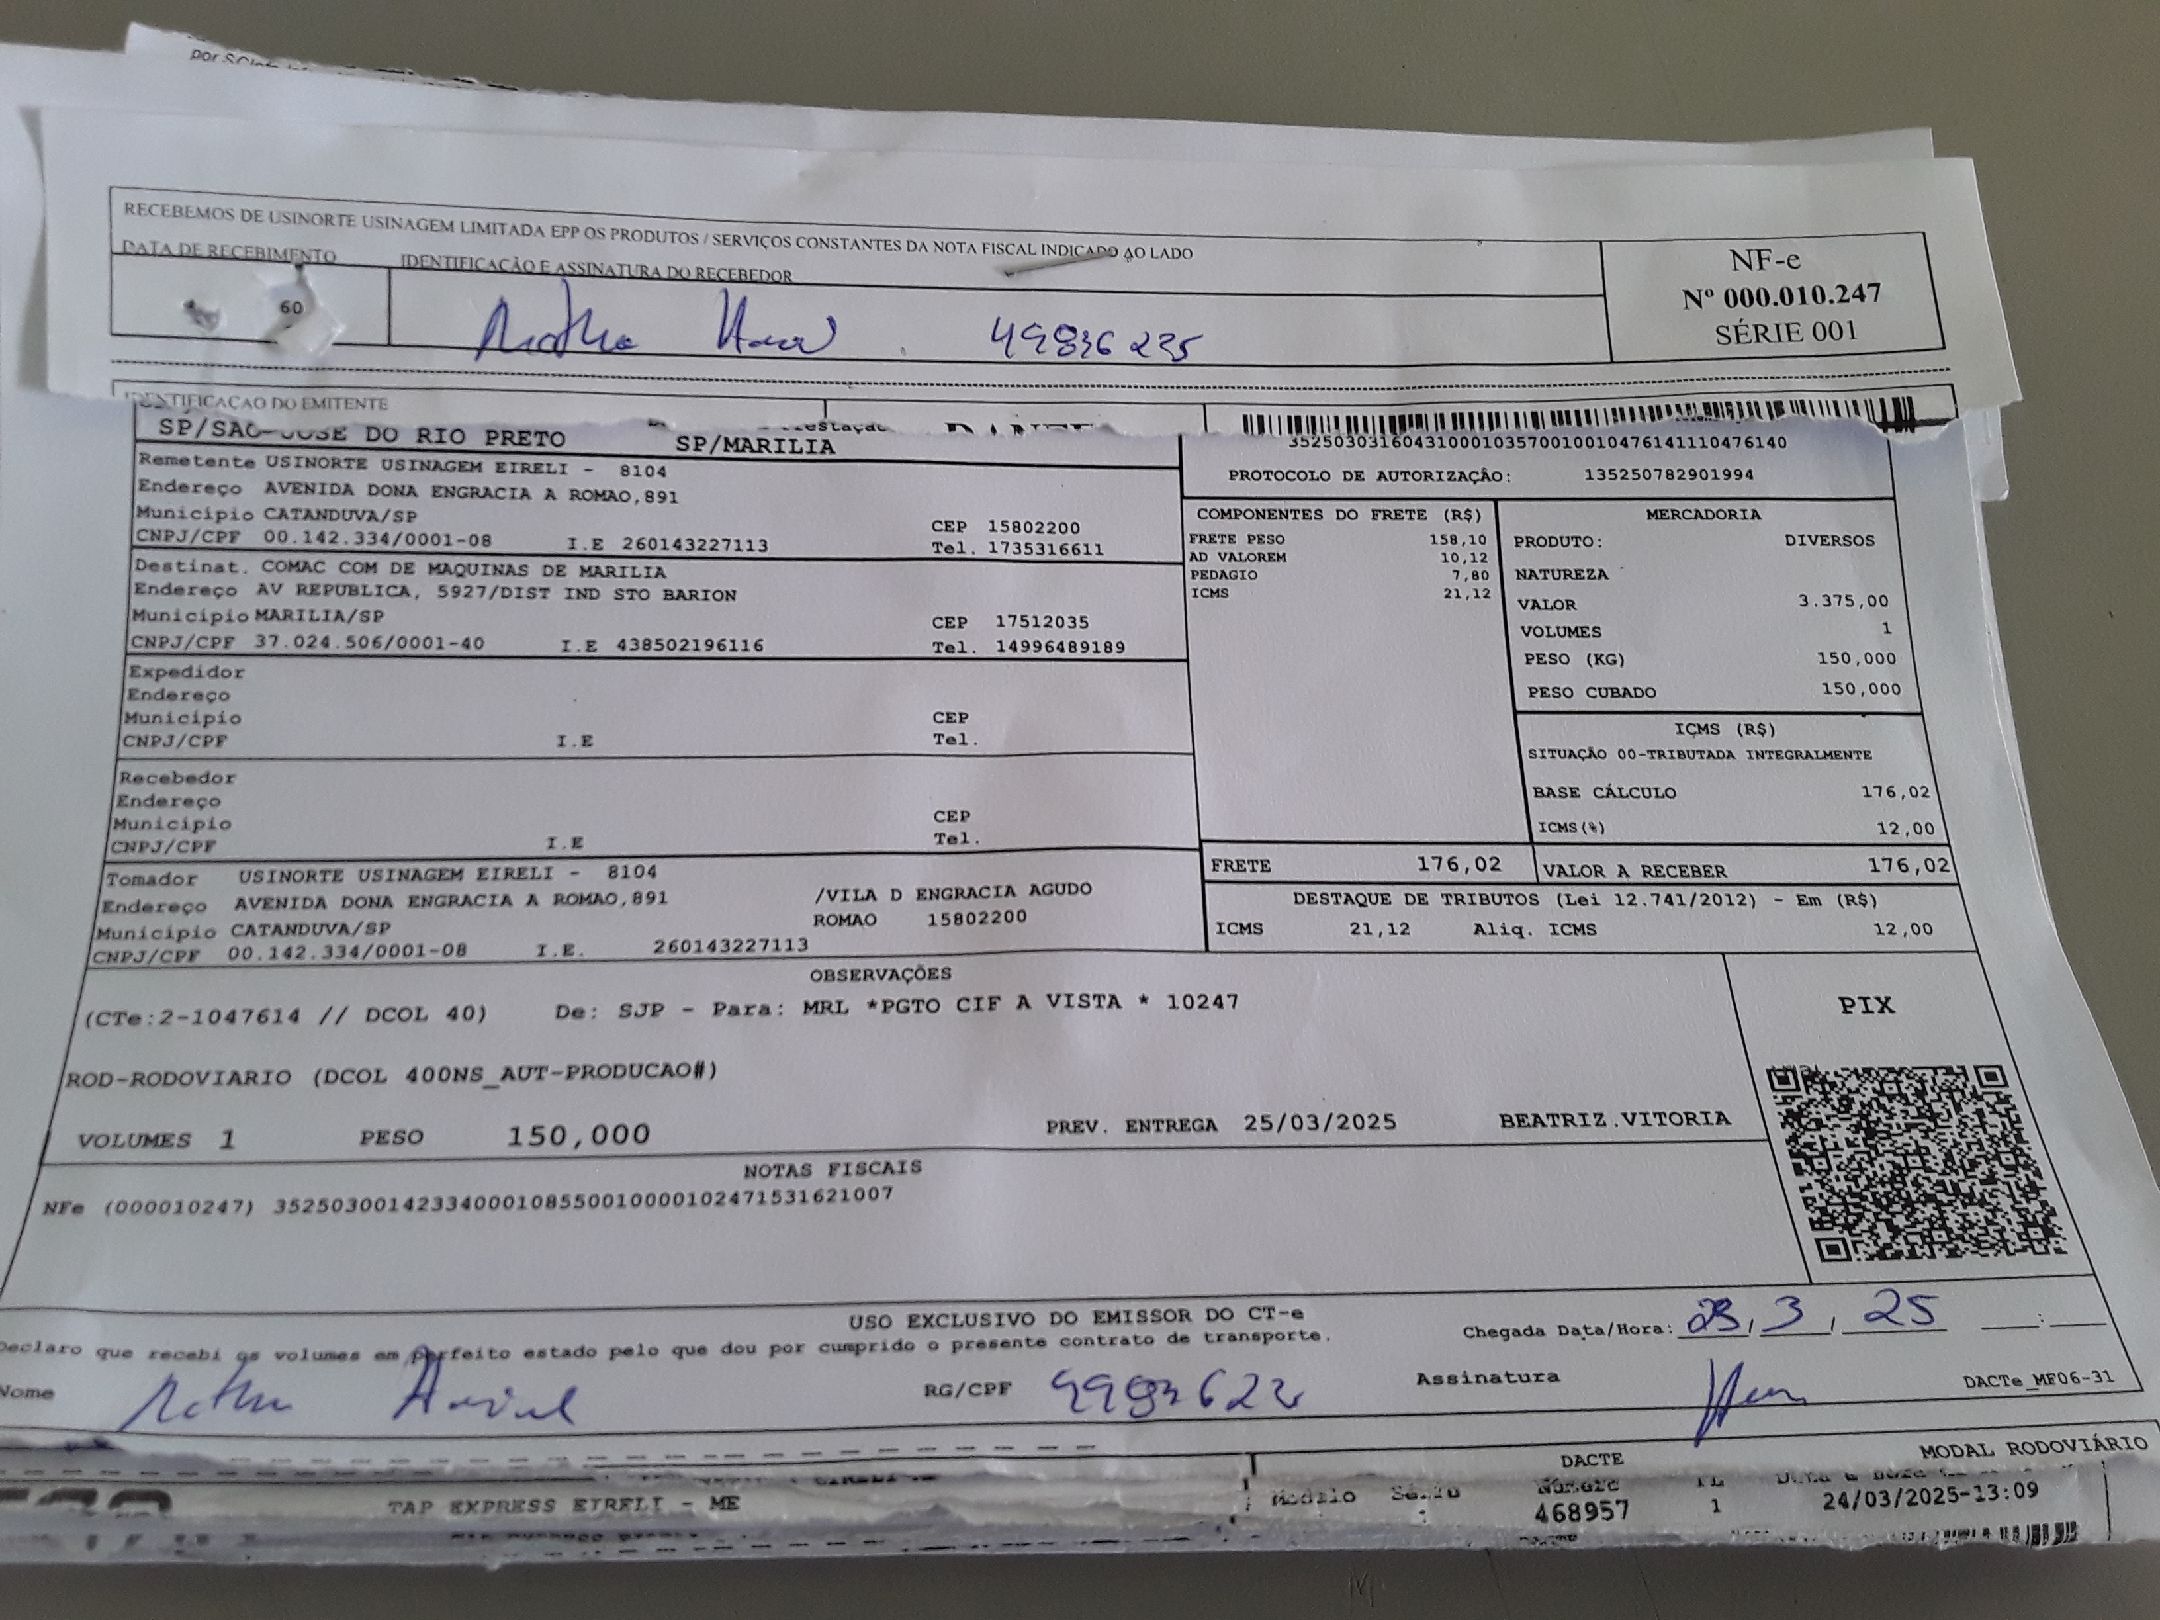 RECEBEMOS DE USINORTE USINAGEM LIMITADA EPP OS PRODUTOS / SERVIÇOS CONSTANTES DA NOTA FISCAL INDICADO AO LADO
DATA DE RECEBIMENTO IDENTIFICAÇÃO E ASSINATURA DO RECEBEDOR
60
49836235
NF-e
Nº 000.010.247
SÉRIE 001
IDENTIFICAÇÃO DO EMITENTE
SP/SAO JOSE DO RIO PRETO SP/MARILIA
35250303160431000103570010010476141110476140
PROTOCOLO DE AUTORIZAÇÃO: 135250782901994
Remetente USINORTE USINAGEM EIRELI - 8104
Endereço AVENIDA DONA ENGRACIA A ROMAO,891
Município CATANDUVA/SP CEP 15802200
CNPJ/CPF 00.142.334/0001-08 I.E 260143227113 Tel. 1735316611
Destinat. COMAC COM DE MAQUINAS DE MARILIA
Endereço AV REPUBLICA, 5927/DIST IND STO BARION
Município MARILIA/SP CEP 17512035
CNPJ/CPF 37.024.506/0001-40 I.E 438502196116 Tel. 14996489189
Expedidor
Endereço
Município CEP
CNPJ/CPF I.E Tel.
Recebedor
Endereço
Município CEP
CNPJ/CPF I.E Tel.
Tomador USINORTE USINAGEM EIRELI - 8104
Endereço AVENIDA DONA ENGRACIA A ROMAO,891 /VILA D ENGRACIA AGUDO
Município CATANDUVA/SP ROMAO 15802200
CNPJ/CPF 00.142.334/0001-08 I.E. 260143227113
COMPONENTES DO FRETE (R$)
FRETE PESO 158,10
AD VALOREM 10,12
PEDAGIO 7,80
ICMS 21,12
MERCADORIA
PRODUTO: DIVERSOS
NATUREZA
VALOR 3.375,00
VOLUMES 1
PESO (KG) 150,000
PESO CUBADO 150,000
ICMS (R$)
SITUAÇÃO 00-TRIBUTADA INTEGRALMENTE
BASE CÁLCULO 176,02
ICMS(%) 12,00
FRETE 176,02 VALOR A RECEBER 176,02
DESTAQUE DE TRIBUTOS (Lei 12.741/2012) - Em (R$)
ICMS 21,12 Aliq. ICMS 12,00
OBSERVAÇÕES
(CTe:2-1047614 // DCOL 40) De: SJP - Para: MRL *PGTO CIF A VISTA * 10247
PIX
ROD-RODOVIARIO (DCOL 400NS_AUT-PRODUCAO#)
VOLUMES 1 PESO 150,000 PREV. ENTREGA 25/03/2025 BEATRIZ.VITORIA
NOTAS FISCAIS
NFe (000010247) 35250300142334000108550010000102471531621007
USO EXCLUSIVO DO EMISSOR DO CT-e
Declaro que recebi os volumes em perfeito estado pelo que dou por cumprido o presente contrato de transporte.
Chegada Data/Hora: , 3 , 25 :
Nome RG/CPF Assinatura DACTe_MF06-31
DACTE MODAL RODOVIÁRIO
TAP EXPRESS EIRELI - ME Modelo Série Número FL
468957 1 24/03/2025-13:09